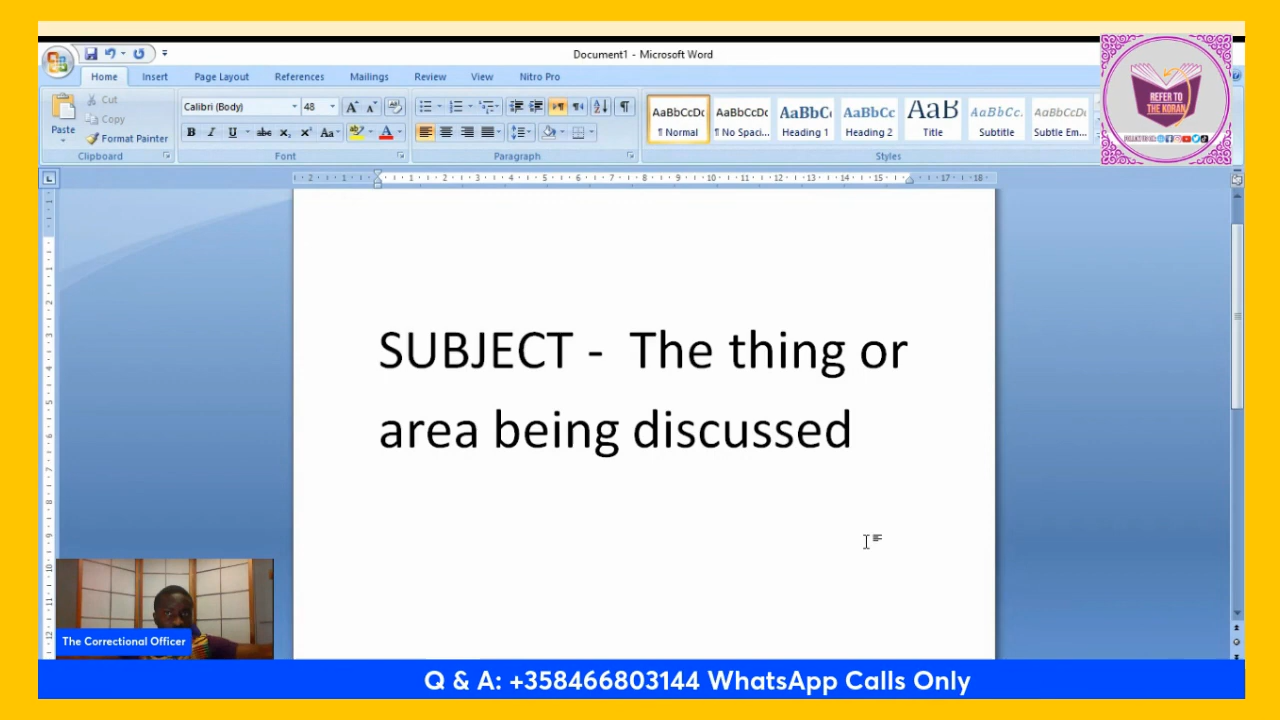 Document1 - Microsoft Word
Home Insert Page Layout References Mailings Review View Nitro Pro
Paste
Cut
Copy
Format Painter
Clipboard
Calibri (Body) 48
Font
Paragraph
AaBbCcDc AaBbCcDc AaBbC AaBbCc AaB AaBbCc. AaBbCcDc
¶ Normal ¶ No Spaci... Heading 1 Heading 2 Title Subtitle Subtle Em...
Styles
REFER TO
THE KORAN
SUBJECT - The thing or
area being discussed
The Correctional Officer
Q & A: +358466803144 WhatsApp Calls Only